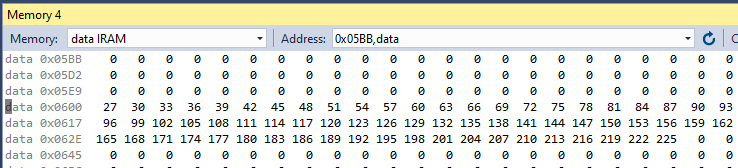 Memory 4
Memory: data IRAM Address: 0x05BB,data
data 0x05BB 0 0 0 0 0 0 0 0 0 0 0 0 0 0 0 0 0 0 0 0 0 0 0
data 0x05D2 0 0 0 0 0 0 0 0 0 0 0 0 0 0 0 0 0 0 0 0 0 0 0
data 0x05E9 0 0 0 0 0 0 0 0 0 0 0 0 0 0 0 0 0 0 0 0 0 0 0
data 0x0600 27 30 33 36 39 42 45 48 51 54 57 60 63 66 69 72 75 78 81 84 87 90 93
data 0x0617 96 99 102 105 108 111 114 117 120 123 126 129 132 135 138 141 144 147 150 153 156 159 162
data 0x062E 165 168 171 174 177 180 183 186 189 192 195 198 201 204 207 210 213 216 219 222 225 0 0
data 0x0645 0 0 0 0 0 0 0 0 0 0 0 0 0 0 0 0 0 0 0 0 0 0 0